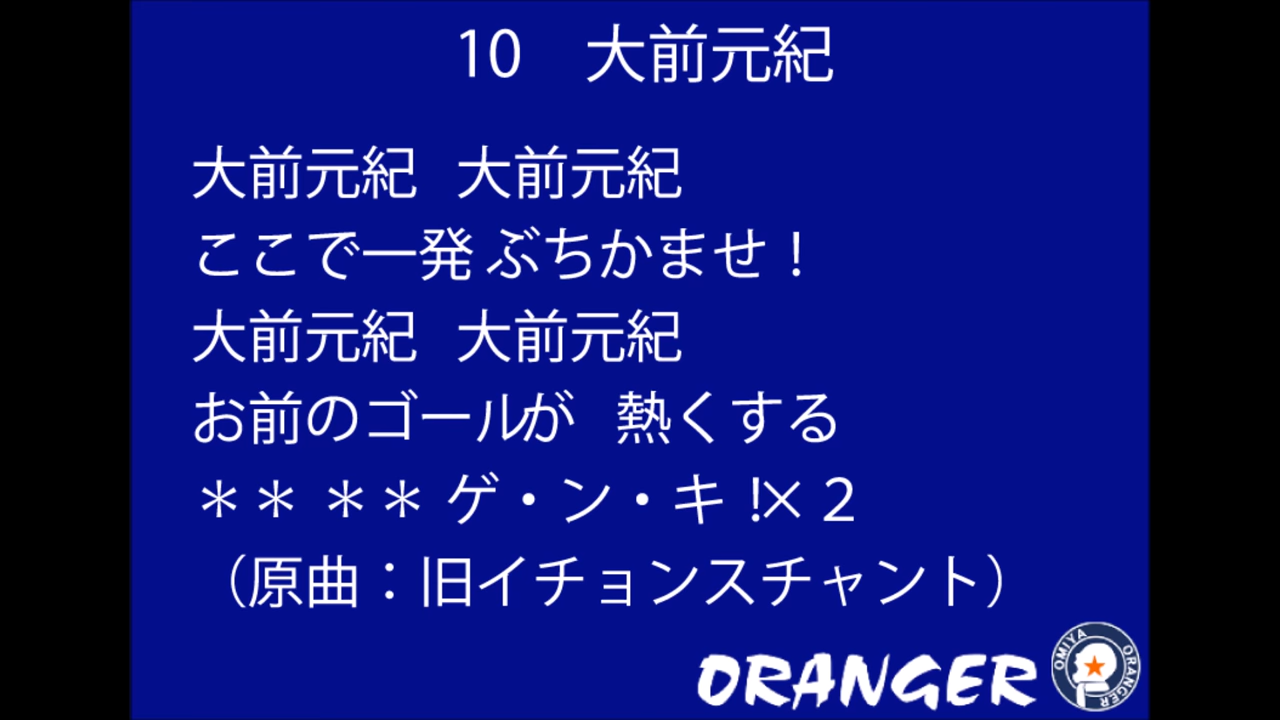 10　大前元紀
大前元紀 大前元紀
ここで一発 ぶちかませ！
大前元紀 大前元紀
お前のゴールが 熱くする
＊＊ ＊＊ ゲ・ン・キ !×２
（原曲：旧イチョンスチャント）
ORANGER
OMIYA ORANGER